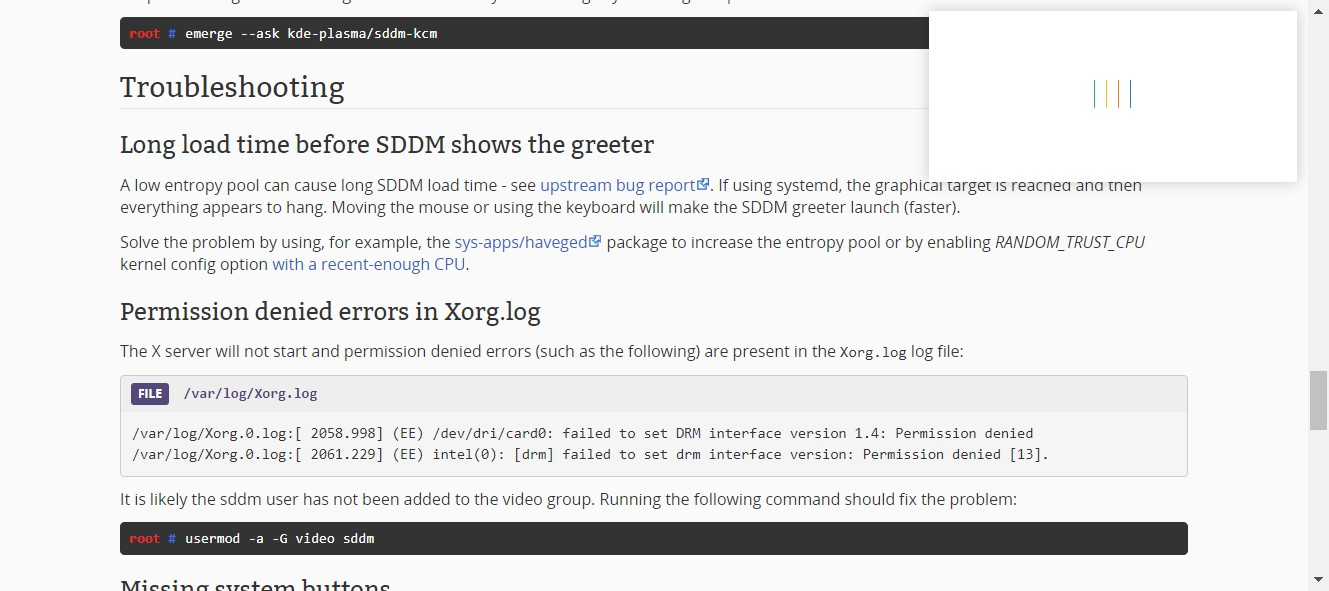 root # emerge --ask kde-plasma/sddm-kcm
Troubleshooting
Long load time before SDDM shows the greeter
A low entropy pool can cause long SDDM load time - see upstream bug report. If using systemd, the graphical target is reached and then
everything appears to hang. Moving the mouse or using the keyboard will make the SDDM greeter launch (faster).
Solve the problem by using, for example, the sys-apps/haveged package to increase the entropy pool or by enabling RANDOM_TRUST_CPU
kernel config option with a recent-enough CPU.
Permission denied errors in Xorg.log
The X server will not start and permission denied errors (such as the following) are present in the Xorg.log log file:
FILE /var/log/Xorg.log
/var/log/Xorg.0.log:[ 2058.998] (EE) /dev/dri/card0: failed to set DRM interface version 1.4: Permission denied
/var/log/Xorg.0.log:[ 2061.229] (EE) intel(0): [drm] failed to set drm interface version: Permission denied [13].
It is likely the sddm user has not been added to the video group. Running the following command should fix the problem:
root # usermod -a -G video sddm
Missing system buttons